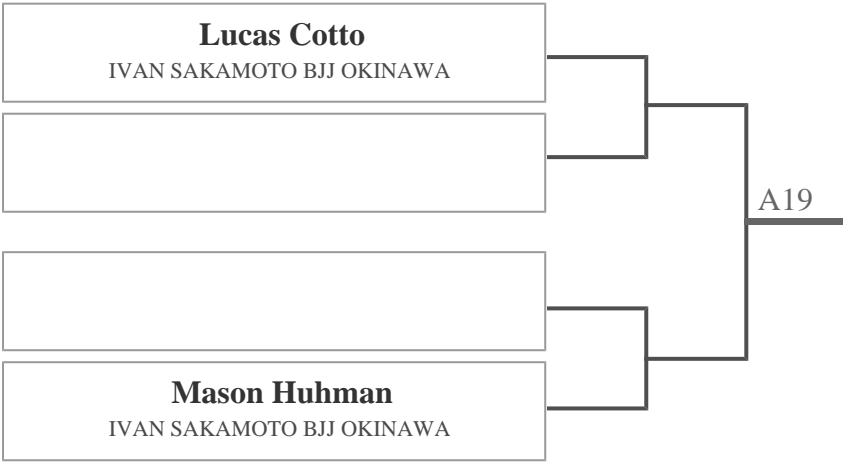 Lucas Cotto
IVAN SAKAMOTO BJJ OKINAWA
A19
Mason Huhman
IVAN SAKAMOTO BJJ OKINAWA